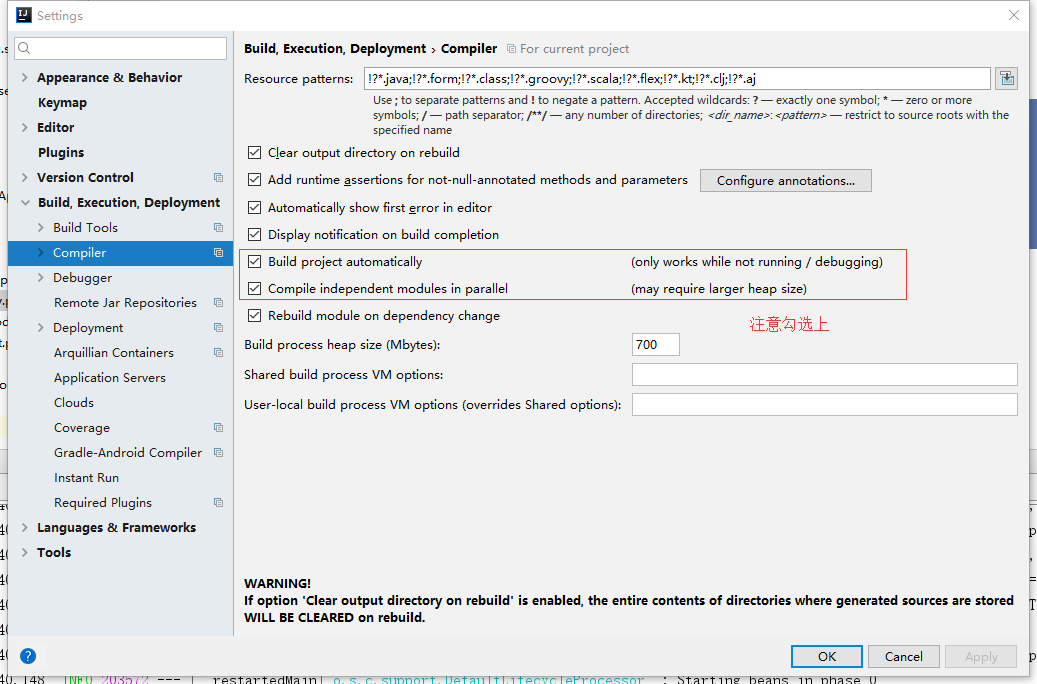 Settings
Build, Execution, Deployment › Compiler For current project
Appearance & Behavior
Keymap
Editor
Plugins
Version Control
Build, Execution, Deployment
Build Tools
Compiler
Debugger
Remote Jar Repositories
Deployment
Arquillian Containers
Application Servers
Clouds
Coverage
Gradle-Android Compiler
Instant Run
Required Plugins
Languages & Frameworks
Tools
Resource patterns: !?*.java;!?*.form;!?*.class;!?*.groovy;!?*.scala;!?*.flex;!?*.kt;!?*.clj;!?*.aj
Use ; to separate patterns and ! to negate a pattern. Accepted wildcards: ? — exactly one symbol; * — zero or more
symbols; / — path separator; /**/ — any number of directories; <dir_name>:<pattern> — restrict to source roots with the
specified name
Clear output directory on rebuild
Add runtime assertions for not-null-annotated methods and parameters Configure annotations...
Automatically show first error in editor
Display notification on build completion
Build project automatically (only works while not running / debugging)
Compile independent modules in parallel (may require larger heap size)
Rebuild module on dependency change
注意勾选上
Build process heap size (Mbytes): 700
Shared build process VM options:
User-local build process VM options (overrides Shared options):
WARNING!
If option 'Clear output directory on rebuild' is enabled, the entire contents of directories where generated sources are stored
WILL BE CLEARED on rebuild.
? OK Cancel Apply
40.148 INFO 203572 --- [ restartedMain] o.s.c.support.DefaultLifecycleProcessor : Starting beans in phase 0